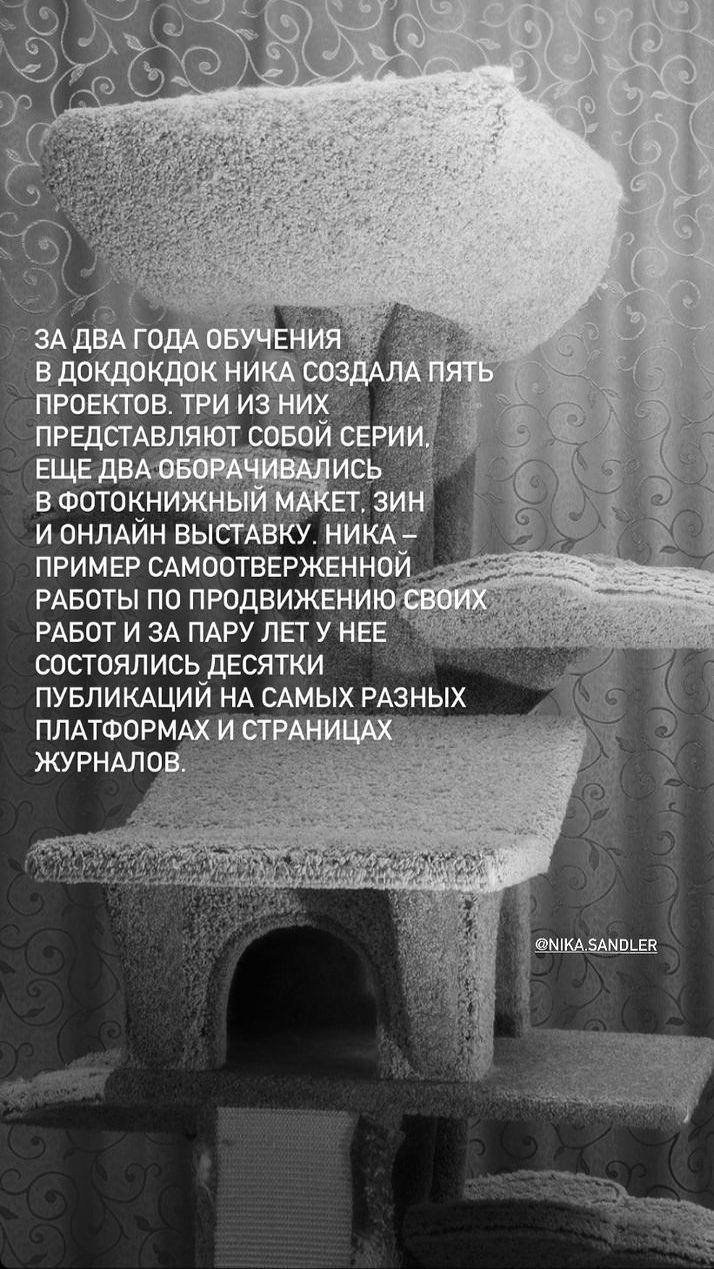 ЗА ДВА ГОДА ОБУЧЕНИЯ
В ДОКДОКДОК НИКА СОЗДАЛА ПЯТЬ
ПРОЕКТОВ. ТРИ ИЗ НИХ
ПРЕДСТАВЛЯЮТ СОБОЙ СЕРИИ,
ЕЩЕ ДВА ОБОРАЧИВАЛИСЬ
В ФОТОКНИЖНЫЙ МАКЕТ, ЗИН
И ОНЛАЙН ВЫСТАВКУ. НИКА –
ПРИМЕР САМООТВЕРЖЕННОЙ
РАБОТЫ ПО ПРОДВИЖЕНИЮ СВОИХ
РАБОТ И ЗА ПАРУ ЛЕТ У НЕЕ
СОСТОЯЛИСЬ ДЕСЯТКИ
ПУБЛИКАЦИЙ НА САМЫХ РАЗНЫХ
ПЛАТФОРМАХ И СТРАНИЦАХ
ЖУРНАЛОВ.
@NIKA.SANDLER